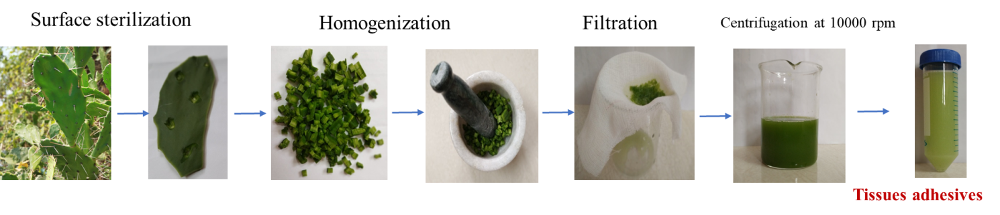 Surface sterilization
Homogenization
Filtration
Centrifugation at 10000 rpm
Tissues adhesives